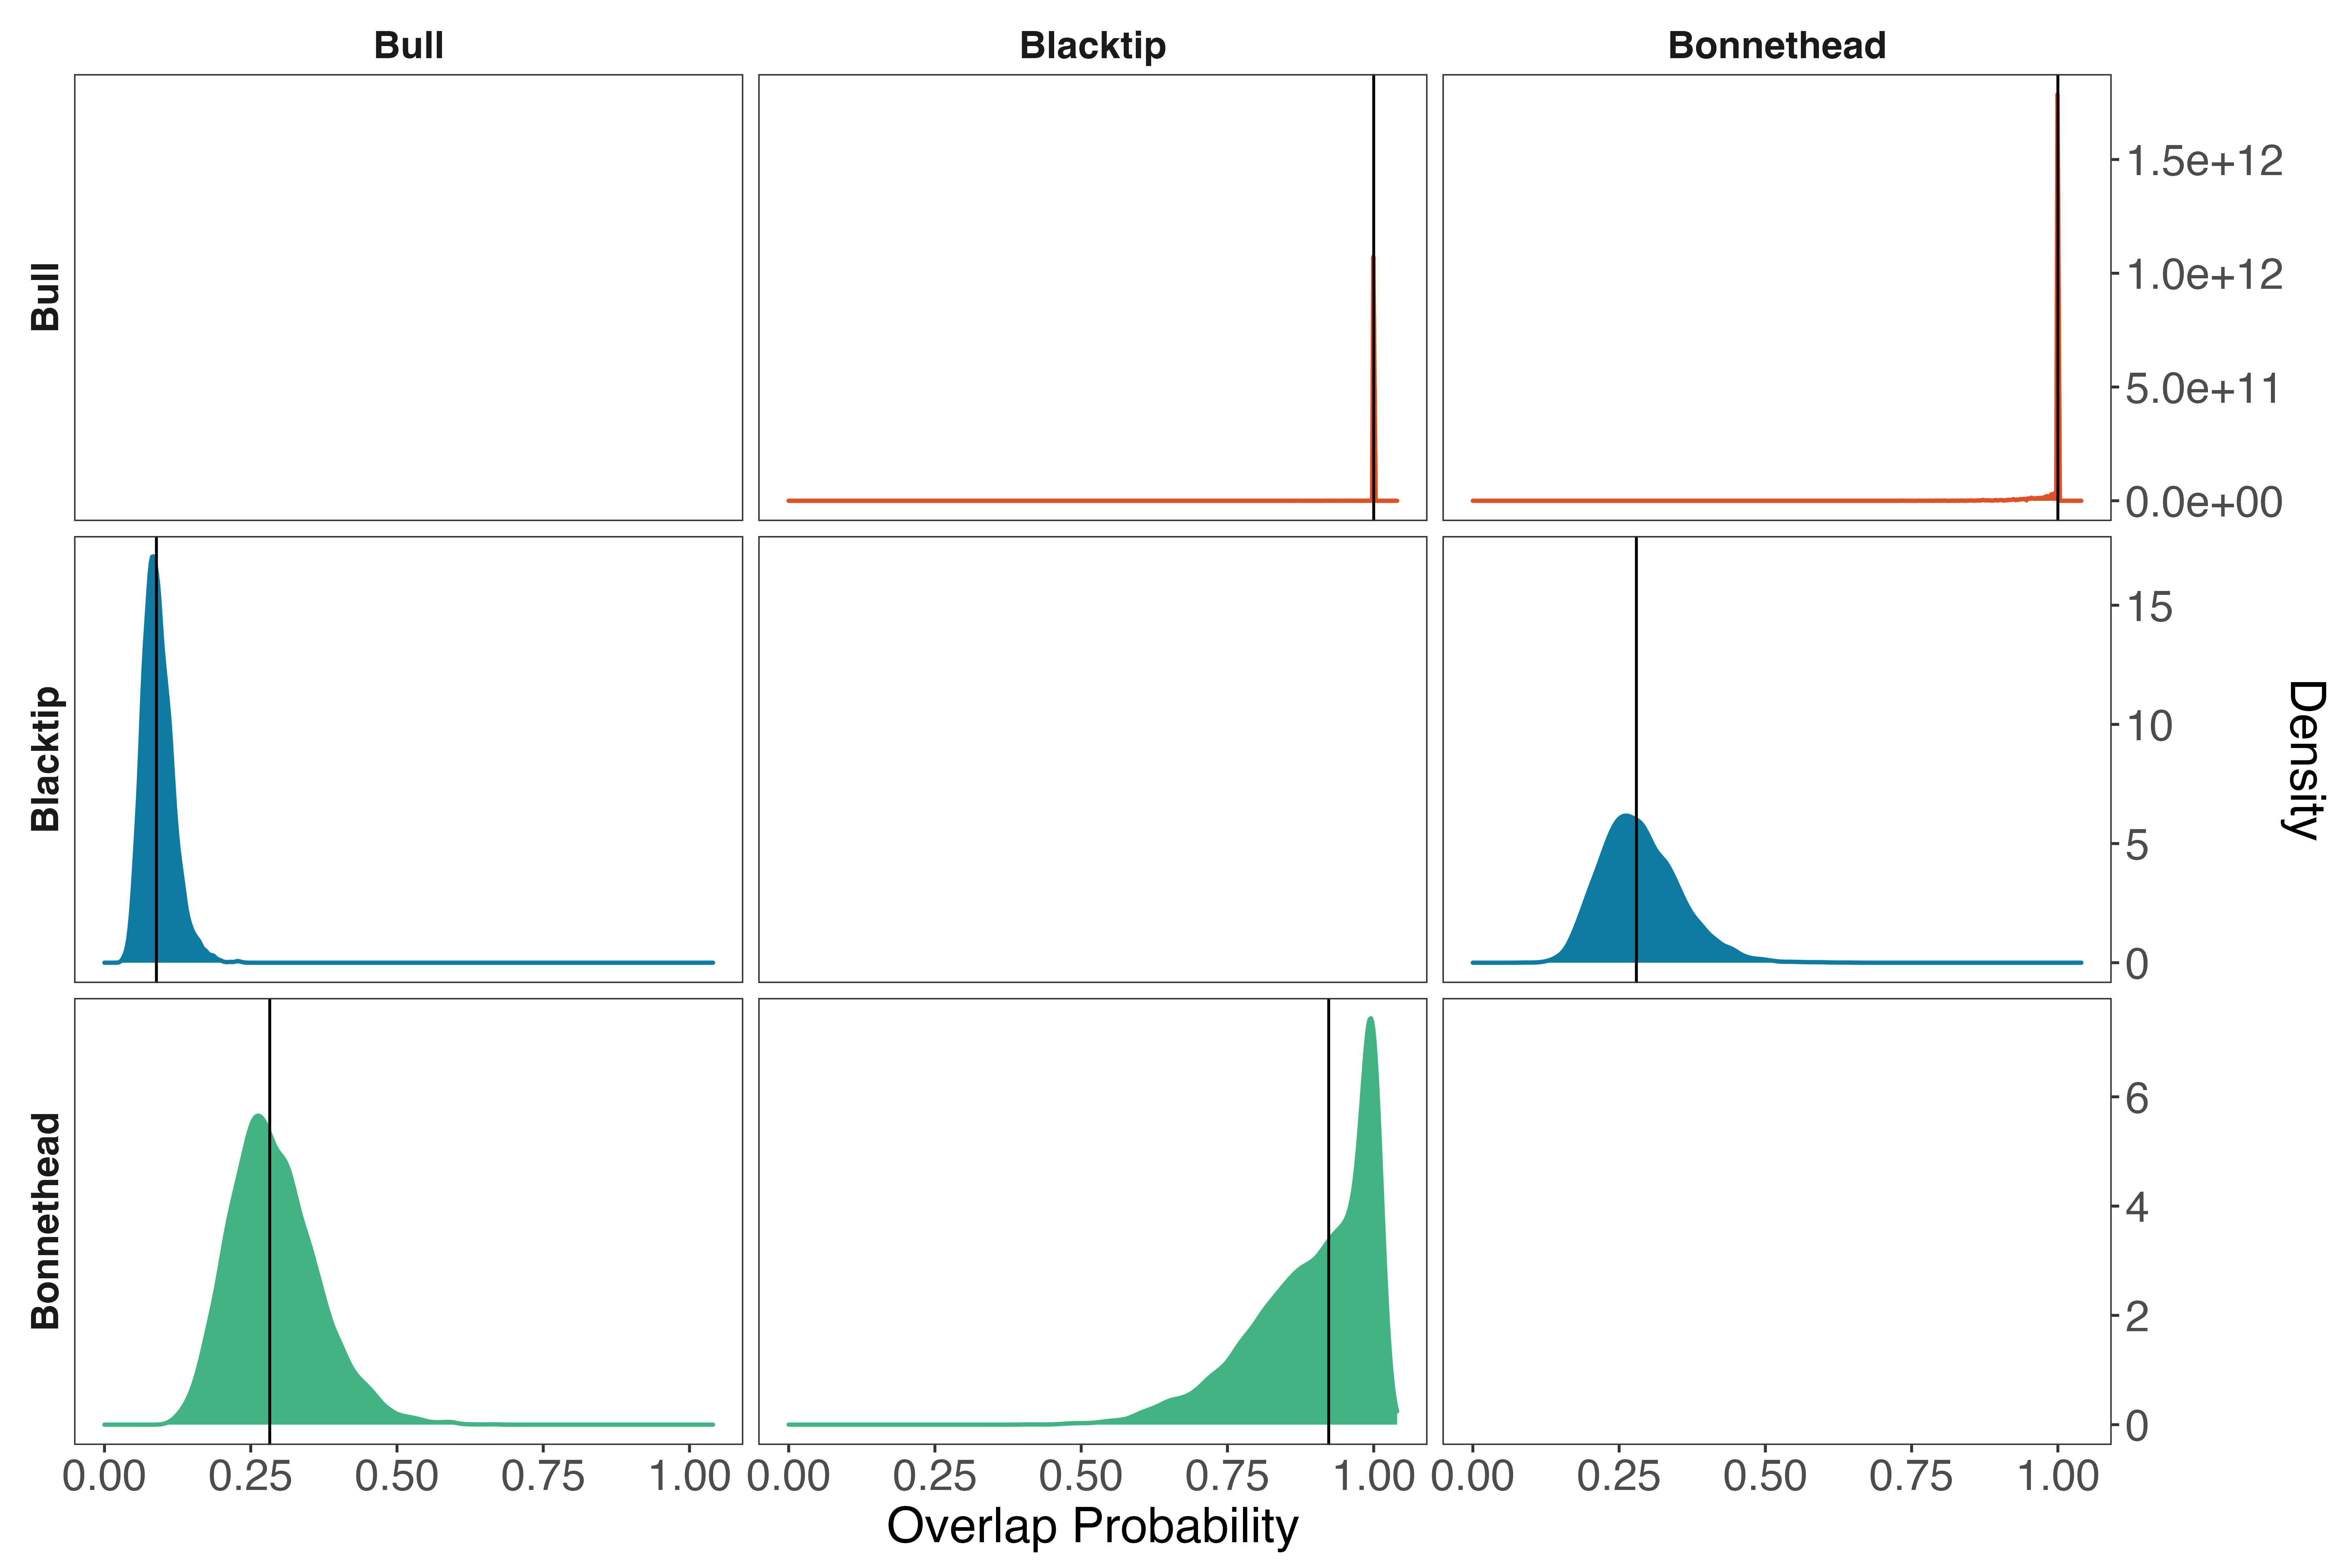 Bull Blacktip Bonnethead
Bull
1.5e+12
1.0e+12
5.0e+11
0.0e+00
Blacktip
15
10
5
0
Density
Bonnethead
6
4
2
0
0.00 0.25 0.50 0.75 1.00 0.00 0.25 0.50 0.75 1.00 0.00 0.25 0.50 0.75 1.00
Overlap Probability